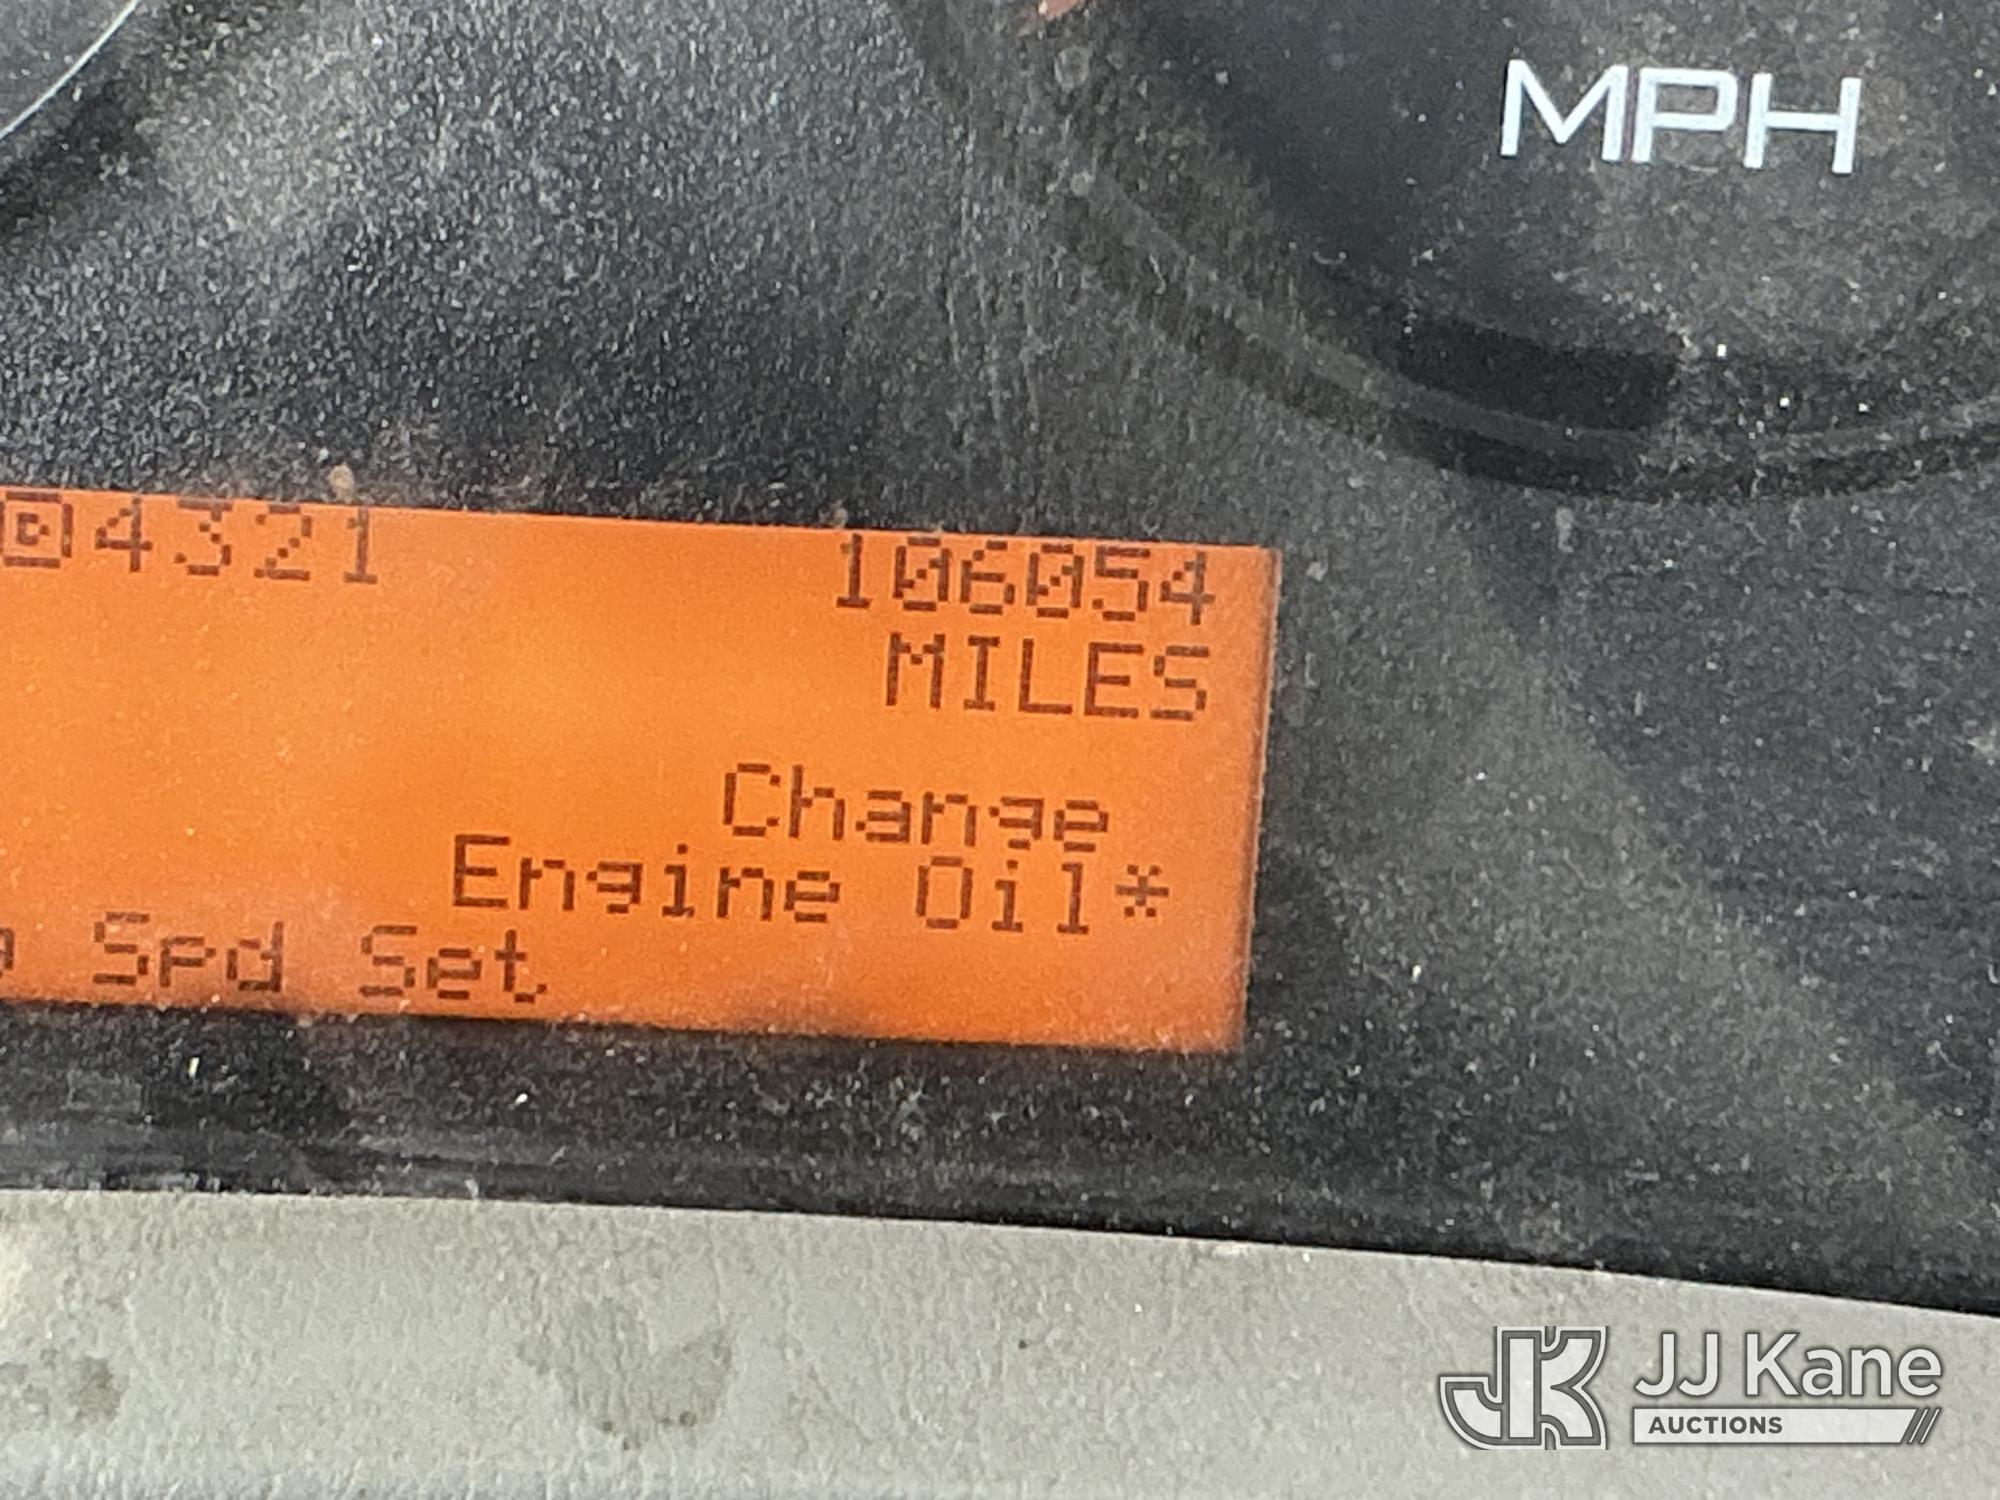 MPH
4321 106054
MILES
Change
Engine Oil*
Spd Set
JJ Kane
AUCTIONS